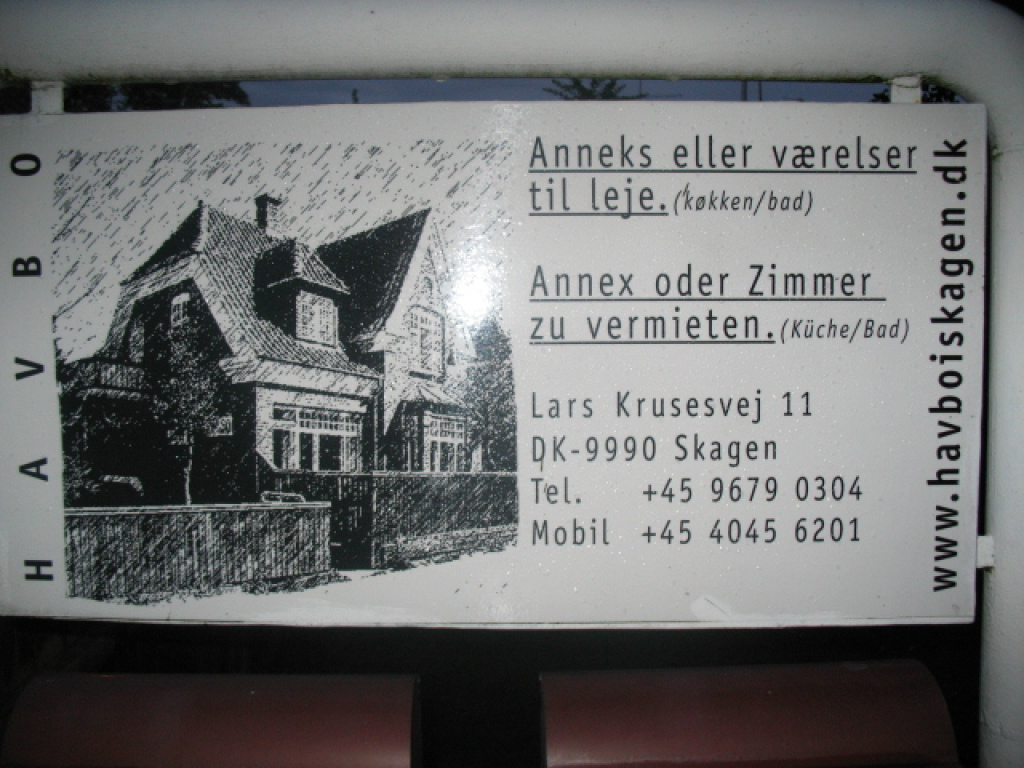 HAVBO
Anneks eller værelser
til leje. (køkken/bad)
Annex oder Zimmer
zu vermieten. (Küche/Bad)
Lars Krusesvej 11
DK-9990 Skagen
Tel. +45 9679 0304
Mobil +45 4045 6201
www.havboiskagen.dk